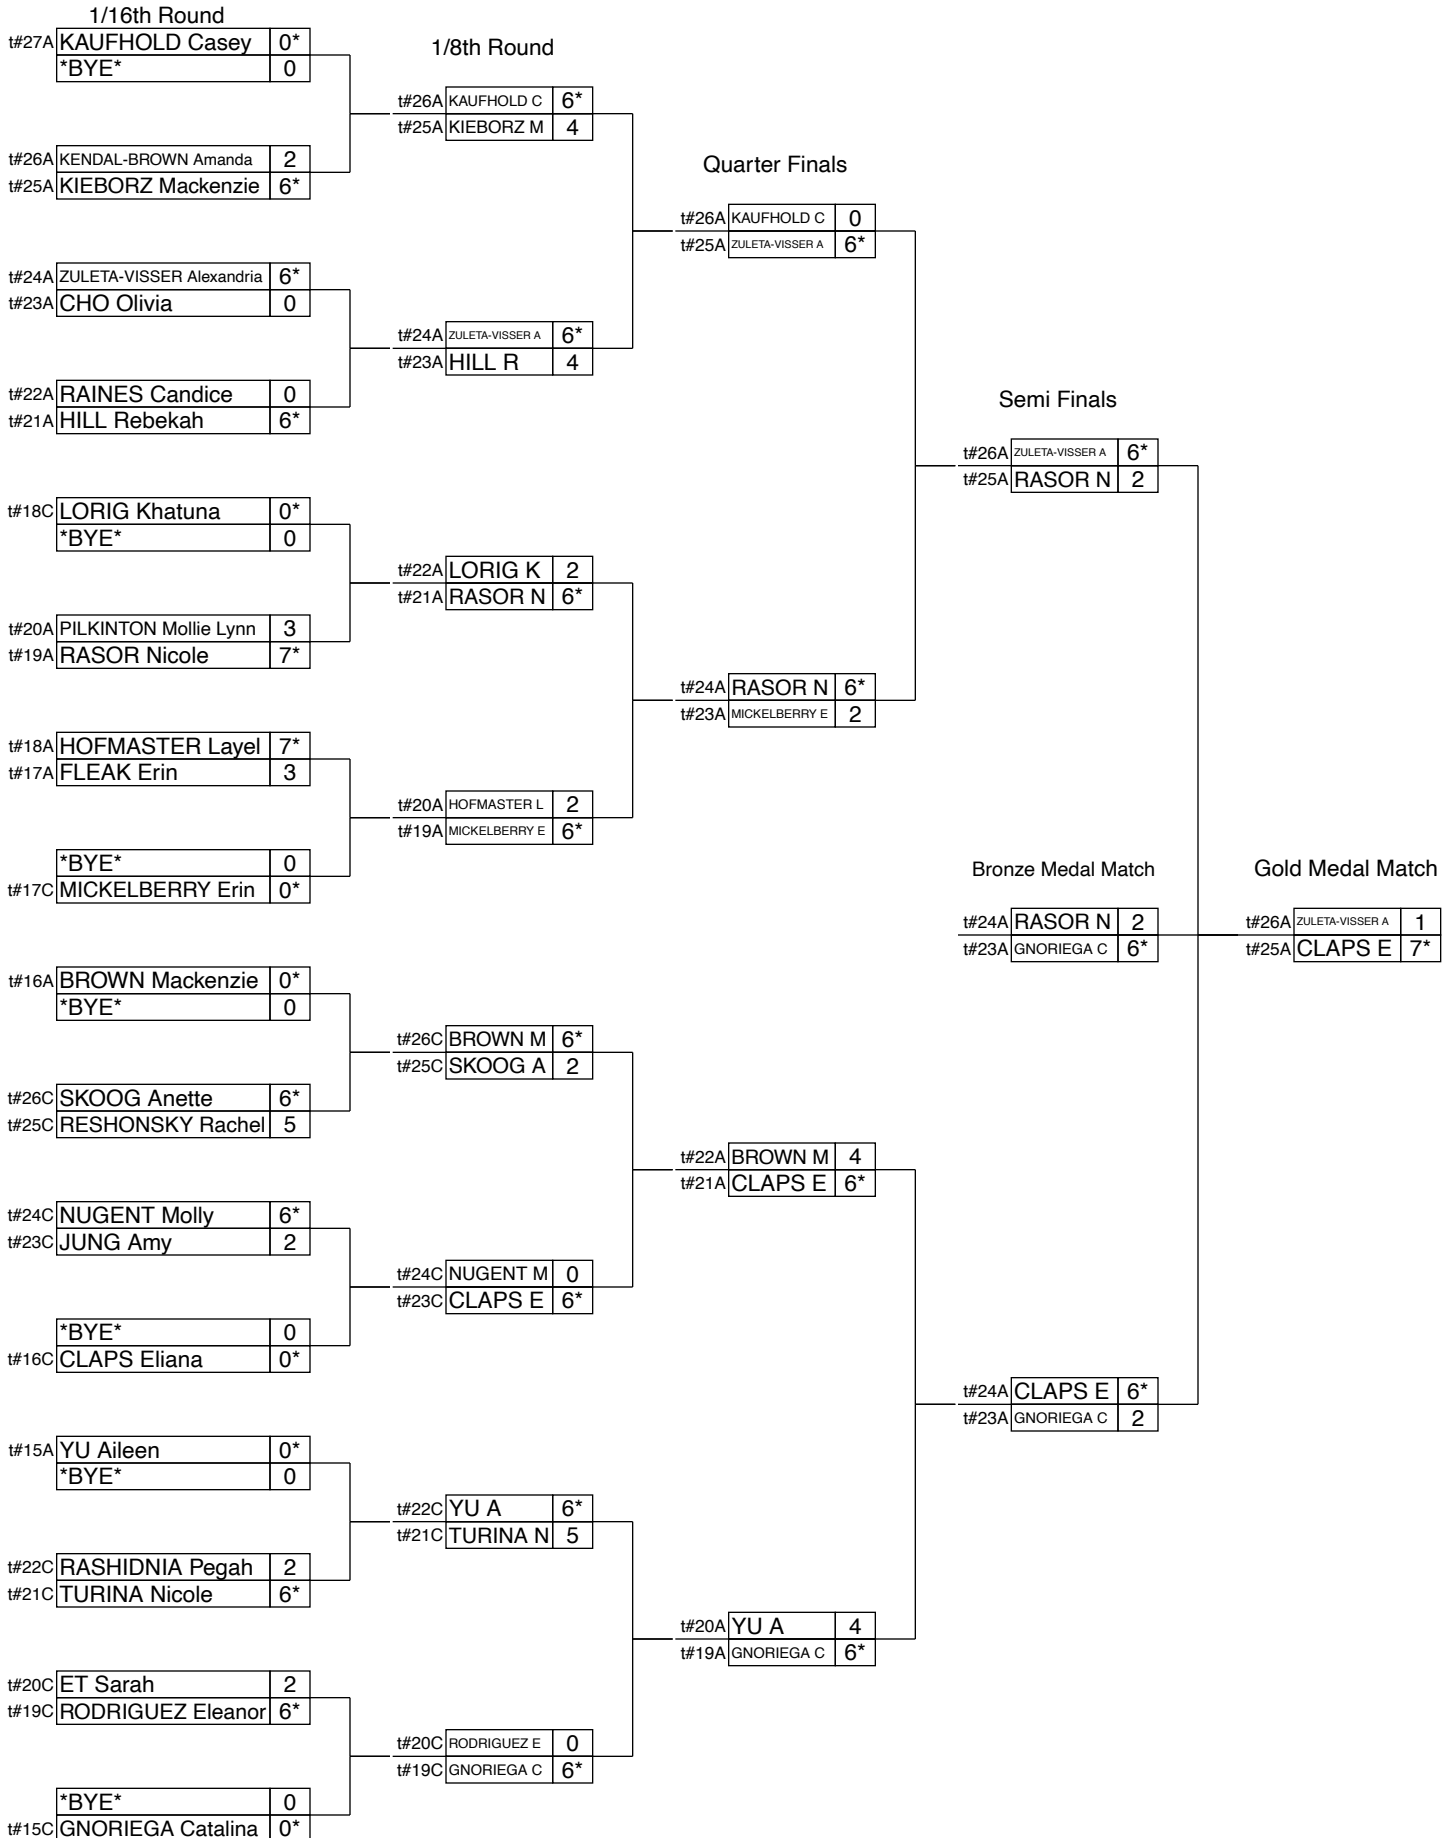 1/16th Round
t#27A KAUFHOLD Casey 0*
*BYE* 0
t#26A KENDAL-BROWN Amanda 2
t#25A KIEBORZ Mackenzie 6*
t#24A ZULETA-VISSER Alexandria 6*
t#23A CHO Olivia 0
t#22A RAINES Candice 0
t#21A HILL Rebekah 6*
t#18C LORIG Khatuna 0*
*BYE* 0
t#20A PILKINTON Mollie Lynn 3
t#19A RASOR Nicole 7*
t#18A HOFMASTER Layel 7*
t#17A FLEAK Erin 3
*BYE* 0
t#17C MICKELBERRY Erin 0*
t#16A BROWN Mackenzie 0*
*BYE* 0
t#26C SKOOG Anette 6*
t#25C RESHONSKY Rachel 5
t#24C NUGENT Molly 6*
t#23C JUNG Amy 2
*BYE* 0
t#16C CLAPS Eliana 0*
t#15A YU Aileen 0*
*BYE* 0
t#22C RASHIDNIA Pegah 2
t#21C TURINA Nicole 6*
t#20C ET Sarah 2
t#19C RODRIGUEZ Eleanor 6*
*BYE* 0
t#15C GNORIEGA Catalina 0*
1/8th Round
t#26A KAUFHOLD C 6*
t#25A KIEBORZ M 4
t#24A ZULETA-VISSER A 6*
t#23A HILL R 4
t#22A LORIG K 2
t#21A RASOR N 6*
t#20A HOFMASTER L 2
t#19A MICKELBERRY E 6*
t#26C BROWN M 6*
t#25C SKOOG A 2
t#24C NUGENT M 0
t#23C CLAPS E 6*
t#22C YU A 6*
t#21C TURINA N 5
t#20C RODRIGUEZ E 0
t#19C GNORIEGA C 6*
Quarter Finals
t#26A KAUFHOLD C 0
t#25A ZULETA-VISSER A 6*
t#24A RASOR N 6*
t#23A MICKELBERRY E 2
t#22A BROWN M 4
t#21A CLAPS E 6*
t#20A YU A 4
t#19A GNORIEGA C 6*
Semi Finals
t#26A ZULETA-VISSER A 6*
t#25A RASOR N 2
t#24A CLAPS E 6*
t#23A GNORIEGA C 2
Bronze Medal Match
t#24A RASOR N 2
t#23A GNORIEGA C 6*
Gold Medal Match
t#26A ZULETA-VISSER A 1
t#25A CLAPS E 7*